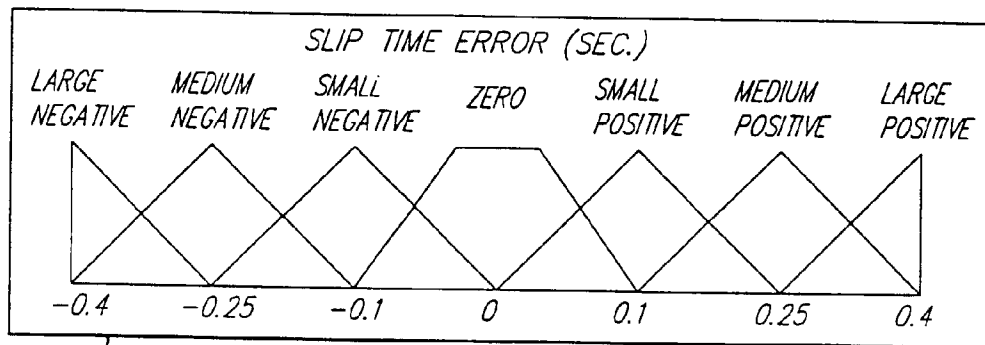 SLIP TIME ERROR (SEC.)
LARGE NEGATIVE
MEDIUM NEGATIVE
SMALL NEGATIVE
ZERO
SMALL POSITIVE
MEDIUM POSITIVE
LARGE POSITIVE
-0.4 -0.25 -0.1 0 0.1 0.25 0.4